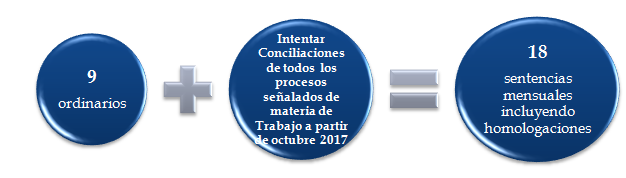 9
ordinarios
Intentar
Conciliaciones
de todos los
procesos
señalados de
materia de
Trabajo a partir
de octubre 2017
18
sentencias
mensuales
incluyendo
homologaciones